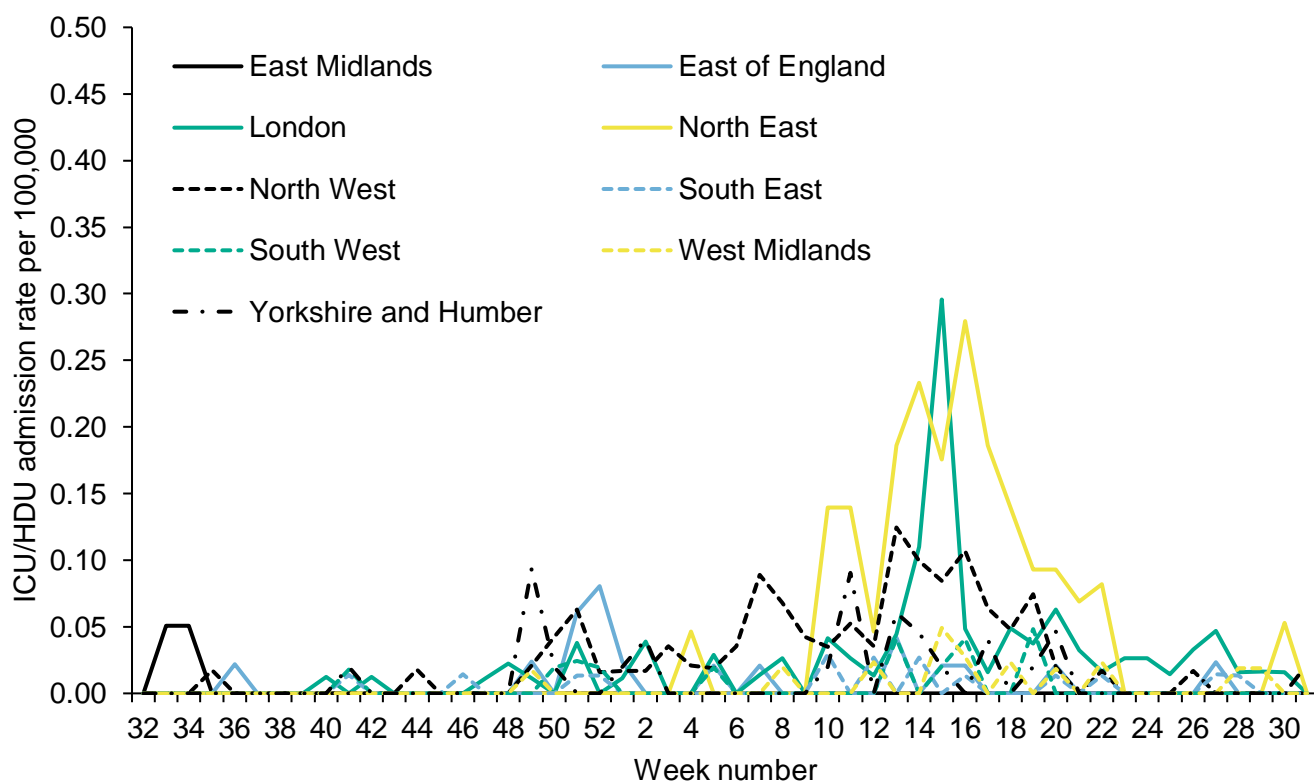 0.50
0.45
0.40
0.35
0.30
0.25
0.20
0.15
0.10
0.05
0.00
ICU/HDU admission rate per 100,000
East Midlands East of England
London North East
North West South East
South West West Midlands
Yorkshire and Humber
32 34 36 38 40 42 44 46 48 50 52 2 4 6 8 10 12 14 16 18 20 22 24 26 28 30
Week number